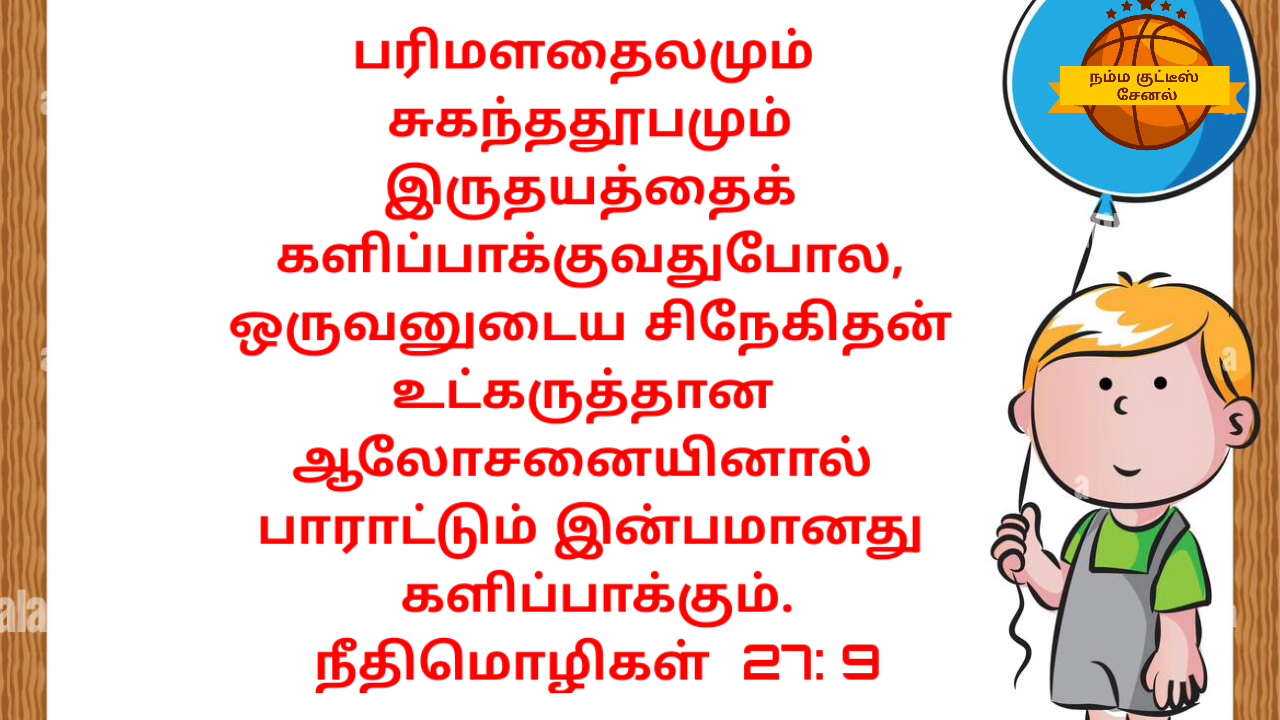 பரிமளதைலமும்
சுகந்ததூபமும்
இருதயத்தைக்
களிப்பாக்குவதுபோல,
ஒருவனுடைய சிநேகிதன்
உட்கருத்தான
ஆலோசனையினால்
பாராட்டும் இன்பமானது
களிப்பாக்கும்.
நீதிமொழிகள் 27: 9
நம்ம குட்டீஸ்
சேனல்